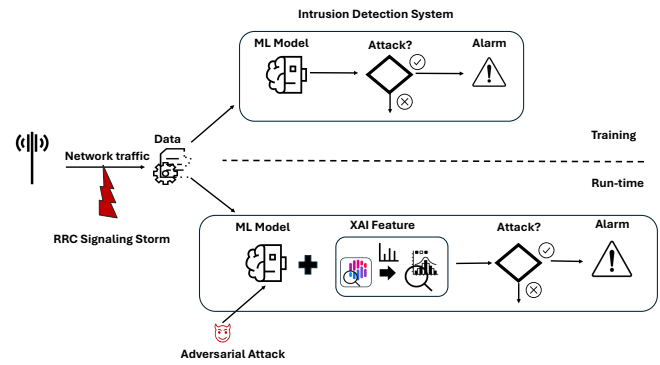 Intrusion Detection System
ML Model
Attack?
Alarm
Data
Training
Network traffic
Run-time
RRC Signaling Storm
ML Model
XAI Feature
Attack?
Alarm
Adversarial Attack